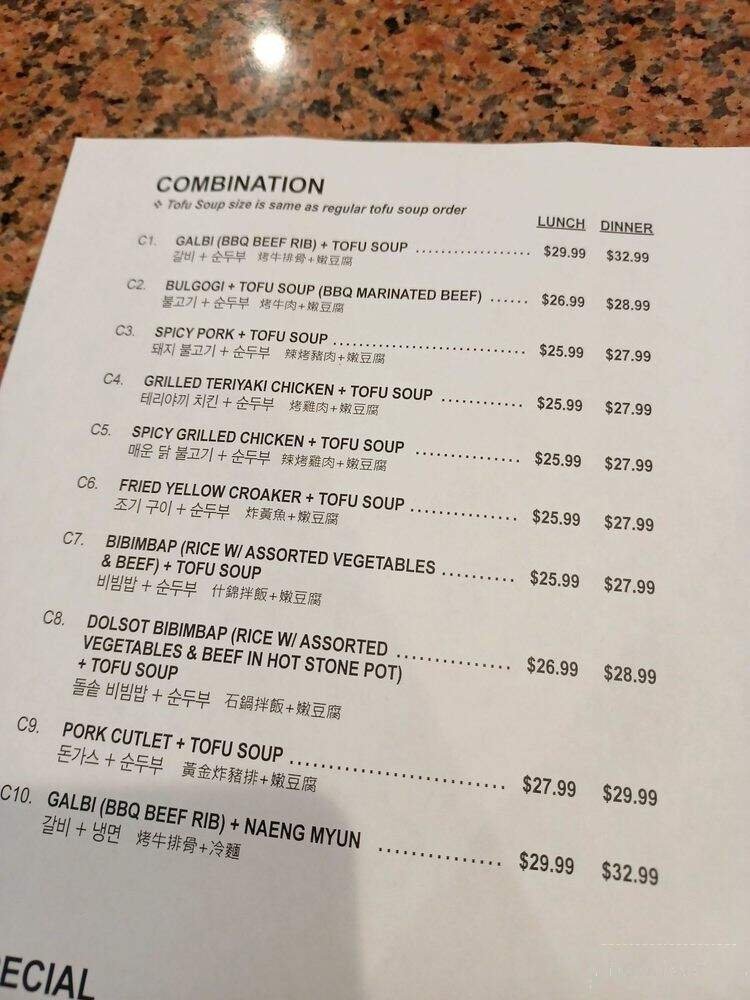 COMBINATION
❖ Tofu Soup size is same as regular tofu soup order
LUNCH DINNER
C1. GALBI (BBQ BEEF RIB) + TOFU SOUP ........................ $29.99 $32.99
갈비 + 순두부 烤牛排骨+嫩豆腐
C2. BULGOGI + TOFU SOUP (BBQ MARINATED BEEF) ...... $26.99 $28.99
불고기 + 순두부 烤牛肉+嫩豆腐
C3. SPICY PORK + TOFU SOUP ........................ $25.99 $27.99
돼지 불고기 + 순두부 辣烤豬肉+嫩豆腐
C4. GRILLED TERIYAKI CHICKEN + TOFU SOUP ............ $25.99 $27.99
테리야끼 치킨 + 순두부 烤雞肉+嫩豆腐
C5. SPICY GRILLED CHICKEN + TOFU SOUP ................ $25.99 $27.99
매운 닭 불고기 + 순두부 辣烤雞肉+嫩豆腐
C6. FRIED YELLOW CROAKER + TOFU SOUP ................ $25.99 $27.99
조기 구이 + 순두부 炸黃魚+嫩豆腐
C7. BIBIMBAP (RICE W/ ASSORTED VEGETABLES
& BEEF) + TOFU SOUP .......... $25.99 $27.99
비빔밥 + 순두부 什錦拌飯+嫩豆腐
C8. DOLSOT BIBIMBAP (RICE W/ ASSORTED
VEGETABLES & BEEF IN HOT STONE POT) ................ $26.99 $28.99
+ TOFU SOUP
돌솥 비빔밥 + 순두부 石鍋拌飯+嫩豆腐
C9. PORK CUTLET + TOFU SOUP ........................ $27.99 $29.99
돈가스 + 순두부 黃金炸豬排+嫩豆腐
C10. GALBI (BBQ BEEF RIB) + NAENG MYUN .............. $29.99 $32.99
갈비 + 냉면 烤牛排骨+冷麵
ECIAL